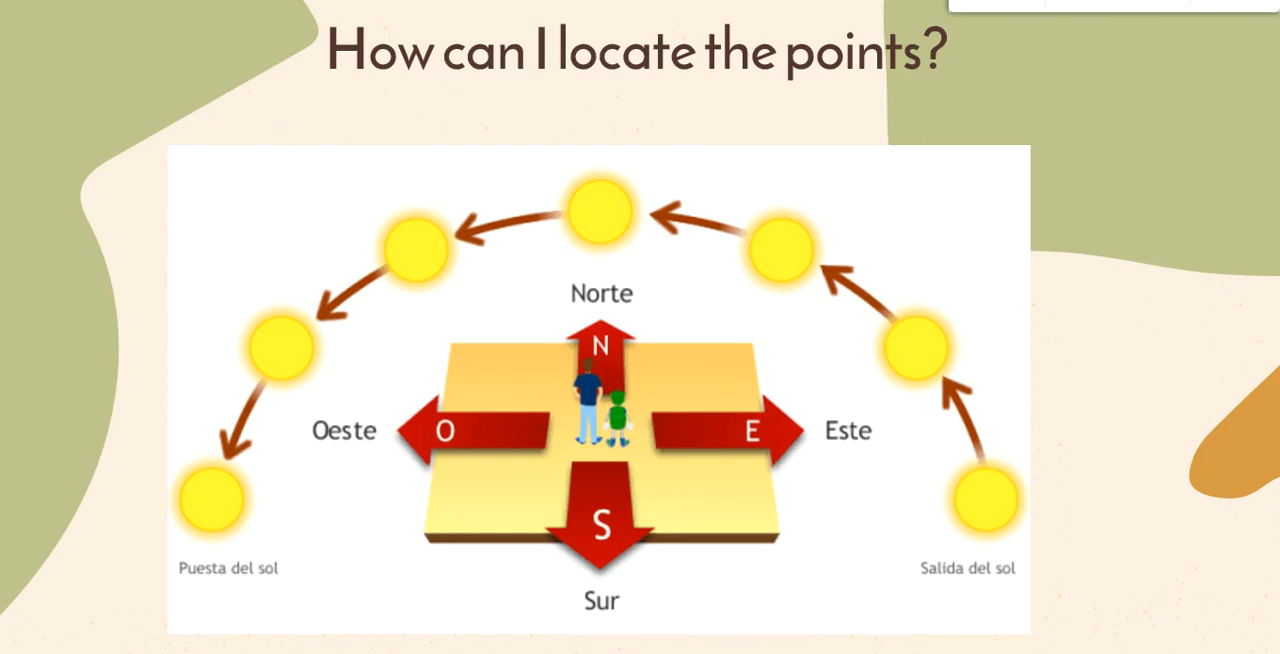 How can I locate the points?
Norte
N
Oeste
O
E
Este
S
Puesta del sol
Salida del sol
Sur